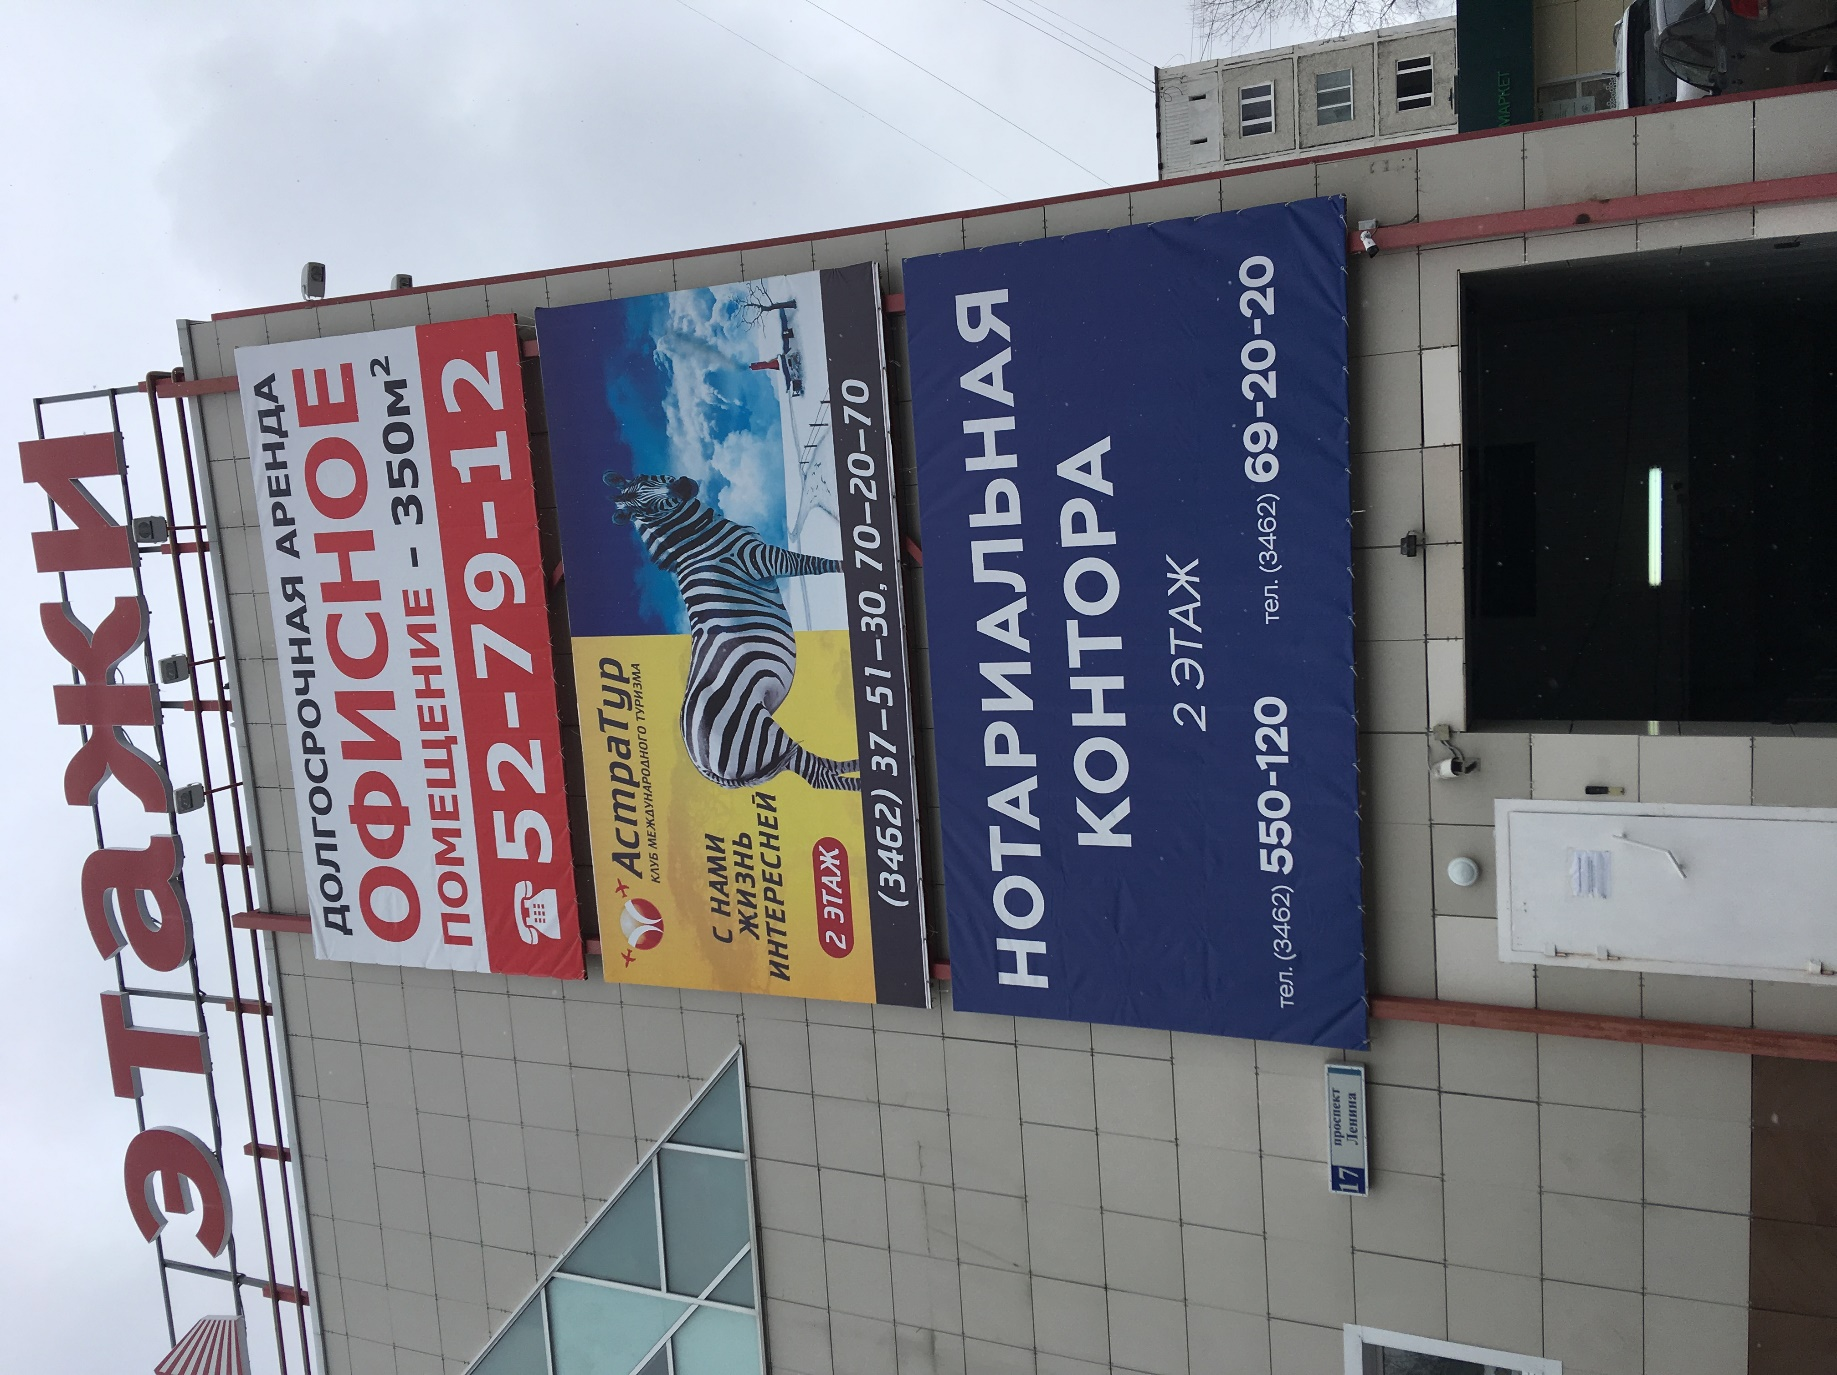 этажи
ДОЛГОСРОЧНАЯ АРЕНДА
ОФИСНОЕ
ПОМЕЩЕНИЕ - 350м²
52-79-12
АстраТур
КЛУБ МЕЖДУНАРОДНОГО ТУРИЗМА
С НАМИ
ЖИЗНЬ
ИНТЕРЕСНЕЙ
2 ЭТАЖ
(3462) 37-51-30, 70-20-70
НОТАРИАЛЬНАЯ
КОНТОРА
2 ЭТАЖ
тел. (3462) 550-120 тел. (3462) 69-20-20
17 проспект
Ленина
МАРКЕТ